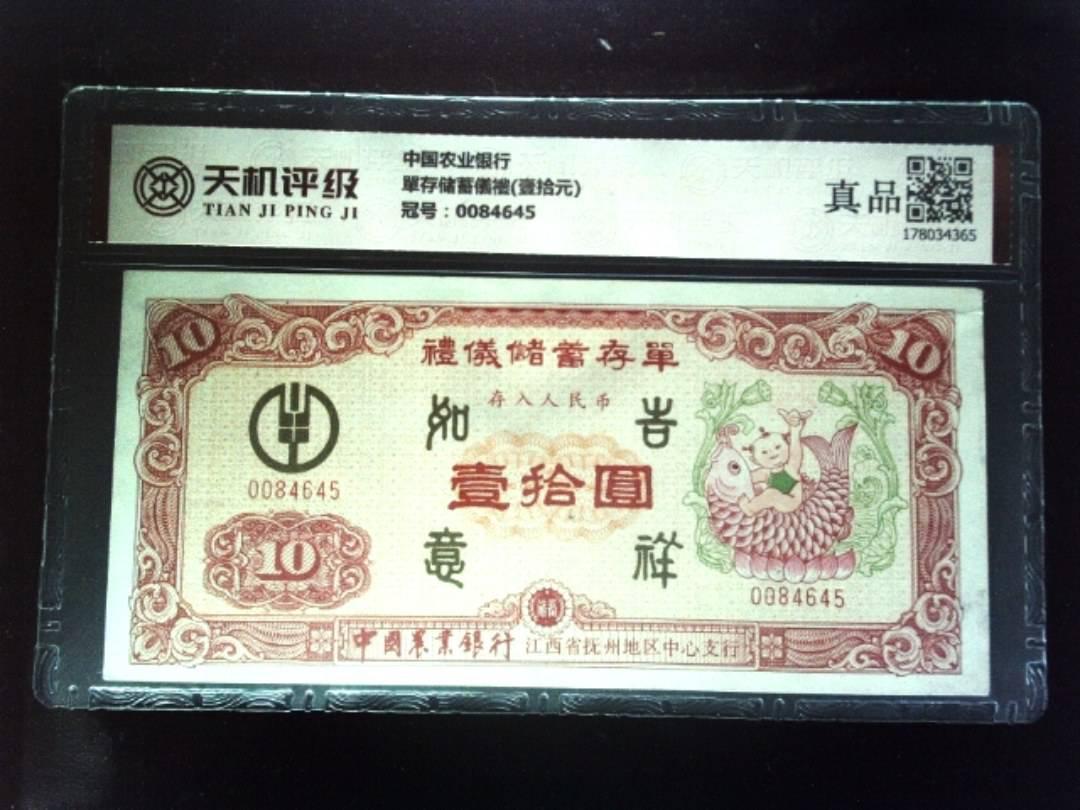 天机评级
TIAN JI PING JI
中国农业银行
單存储蓄儀禮(壹拾元)
冠号：0084645
真品
178034365
10
10
禮儀儲蓄存單
存入人民币
如 吉
壹拾圓
意 祥
0084645
10
0084645
中國農業銀行 江西省抚州地区中心支行